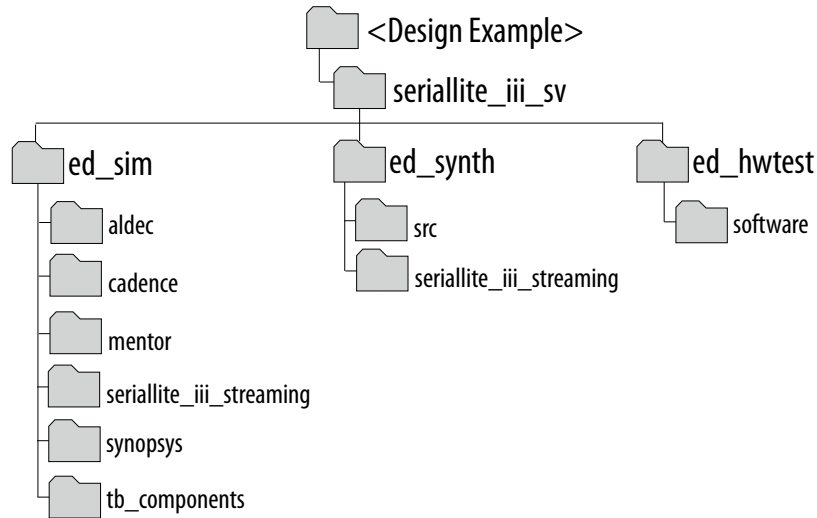 <Design Example>
seriallite_iii_sv
ed_sim
aldec
cadence
mentor
seriallite_iii_streaming
synopsys
tb_components
ed_synth
src
seriallite_iii_streaming
ed_hwtest
software